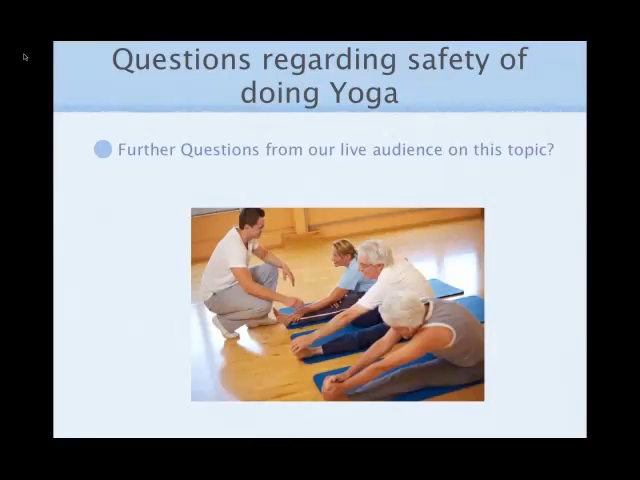 Questions regarding safety of
doing Yoga
Further Questions from our live audience on this topic?